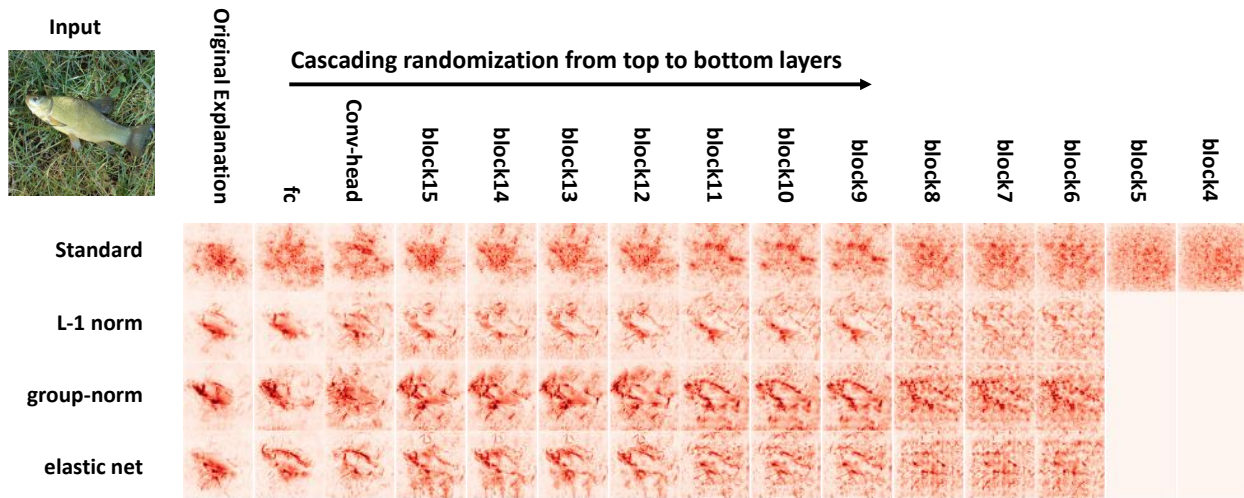 Input
Original Explanation
Cascading randomization from top to bottom layers
fc
Conv-head
block15
block14
block13
block12
block11
block10
block9
block8
block7
block6
block5
block4
Standard
L-1 norm
group-norm
elastic net